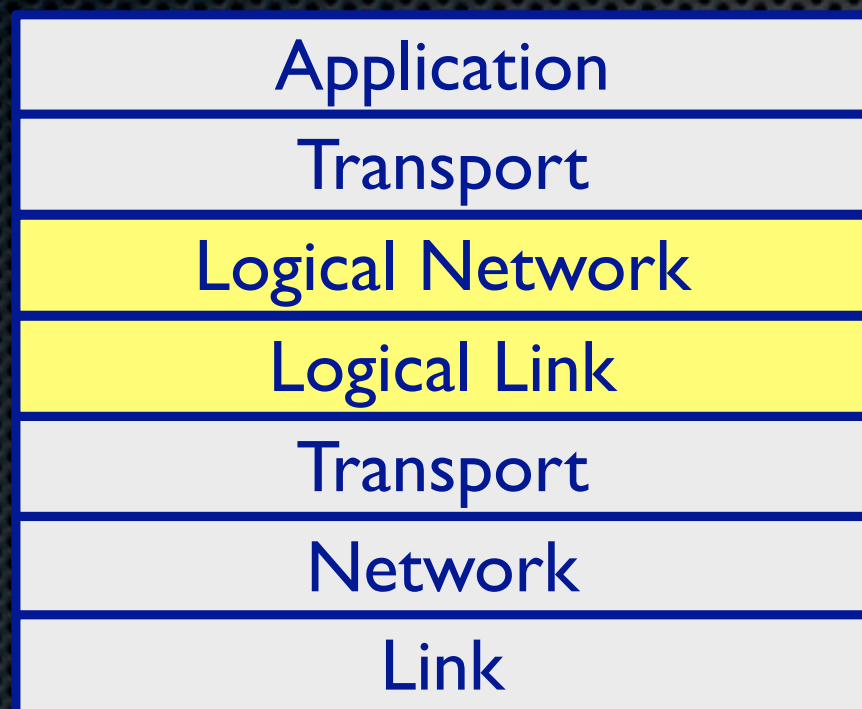 Application
Transport
Logical Network
Logical Link
Transport
Network
Link